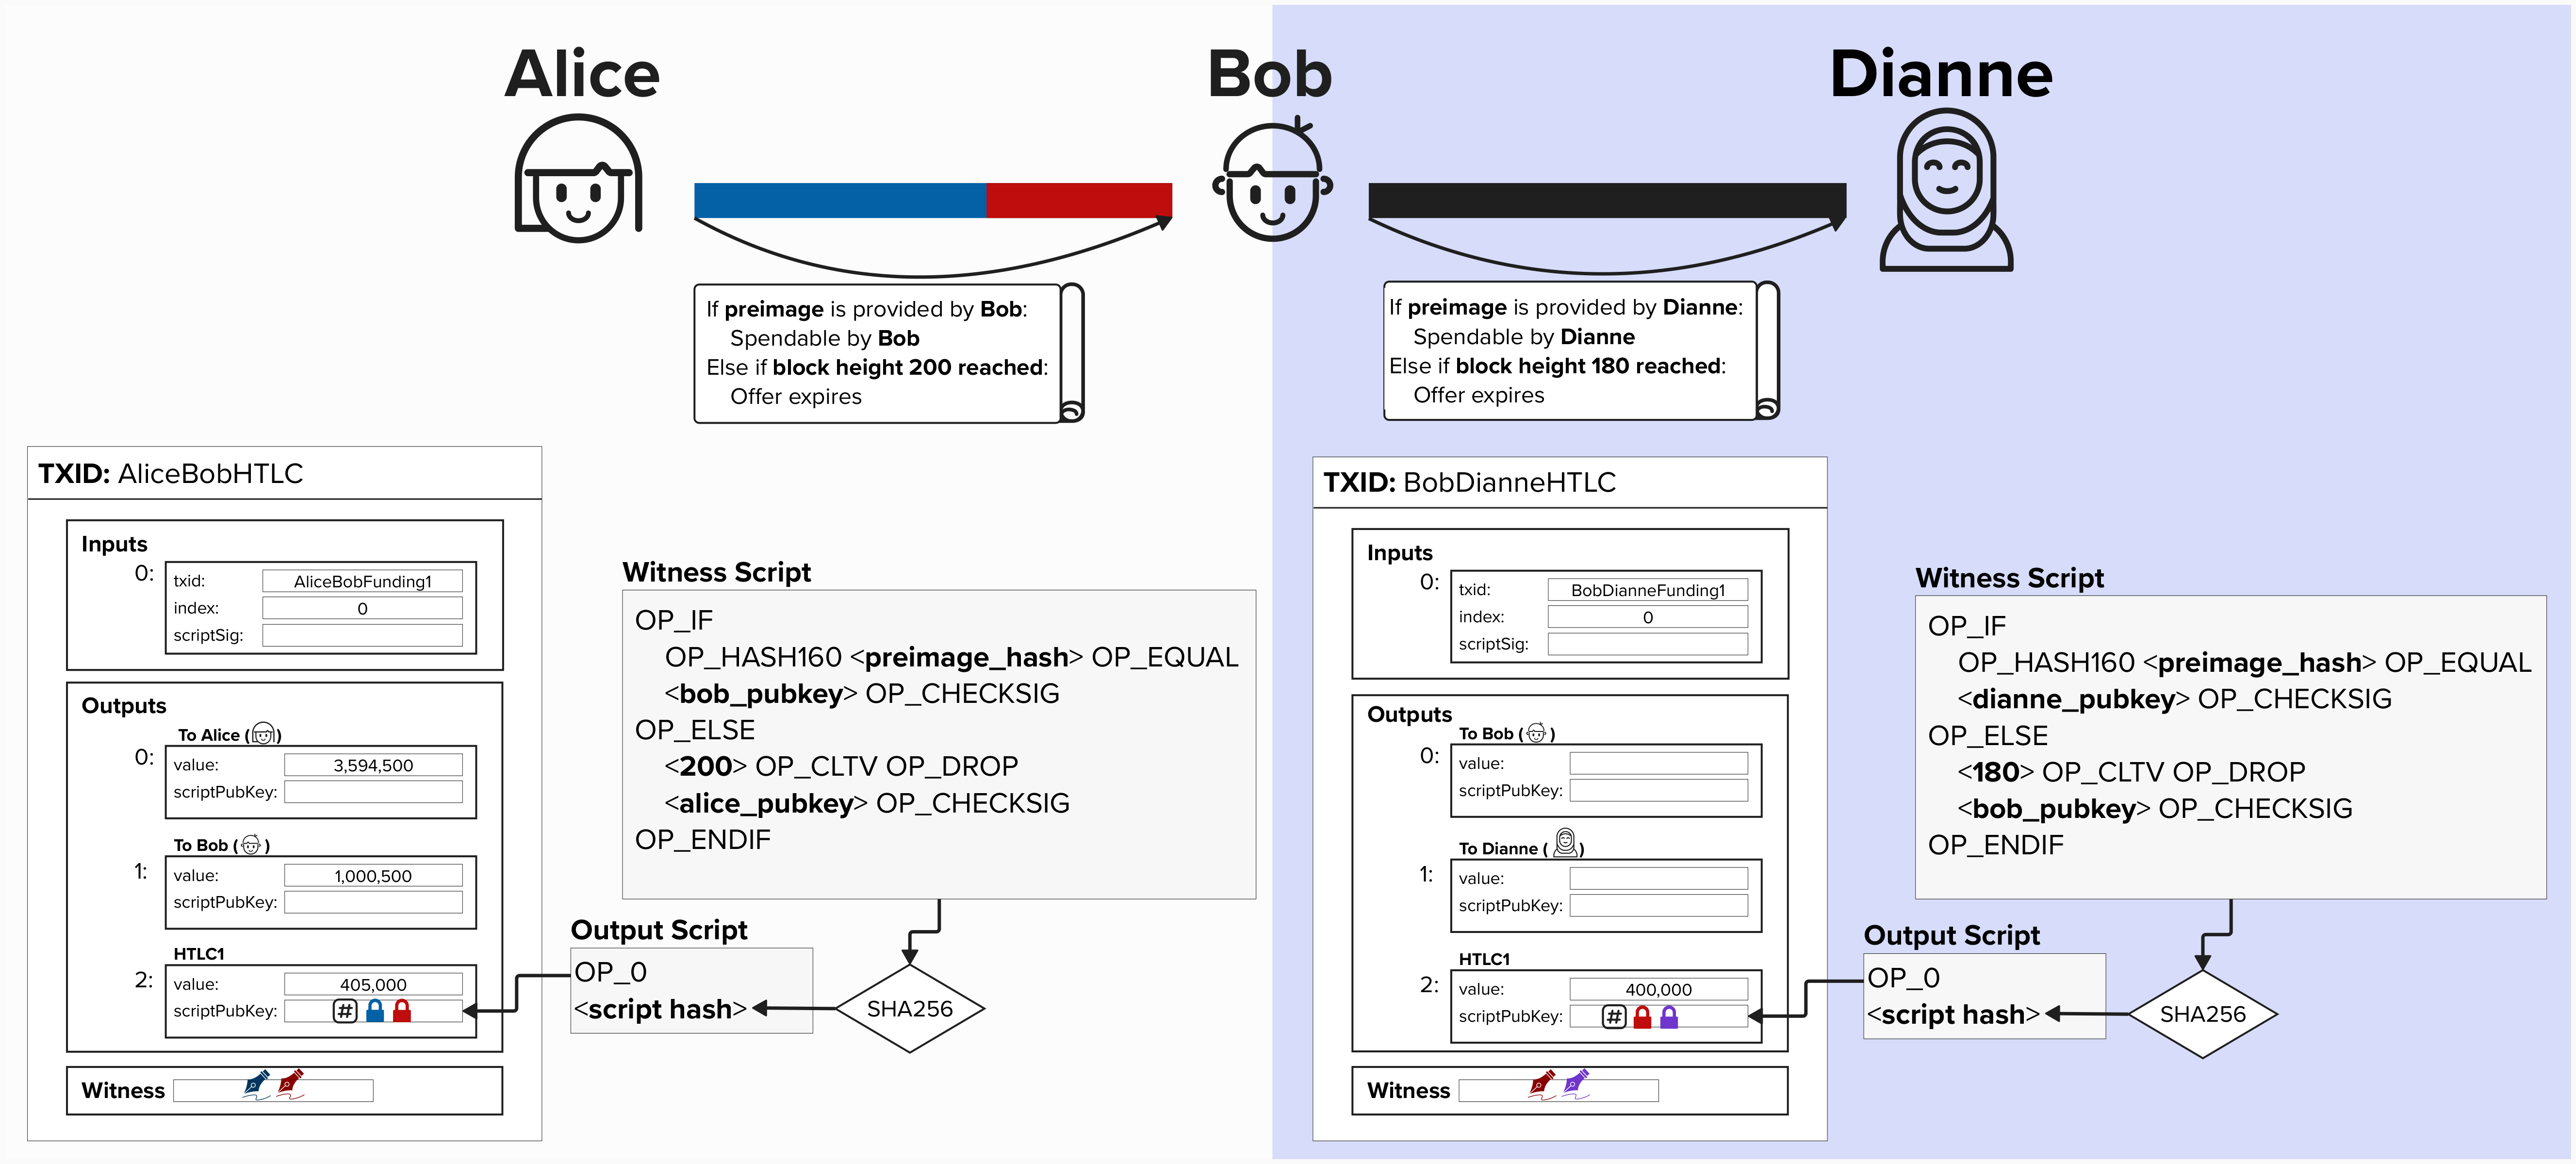 Alice
Bob
Dianne
If preimage is provided by Bob:
Spendable by Bob
Else if block height 200 reached:
Offer expires
If preimage is provided by Dianne:
Spendable by Dianne
Else if block height 180 reached:
Offer expires
TXID: AliceBobHTLC
Inputs
0:
txid: AliceBobFunding1
index: 0
scriptSig:
Outputs
To Alice ( )
0:
value: 3,594,500
scriptPubKey:
To Bob ( )
1:
value: 1,000,500
scriptPubKey:
HTLC1
2:
value: 405,000
scriptPubKey: #
Witness
Witness Script
OP_IF
OP_HASH160 <preimage_hash> OP_EQUAL
<bob_pubkey> OP_CHECKSIG
OP_ELSE
<200> OP_CLTV OP_DROP
<alice_pubkey> OP_CHECKSIG
OP_ENDIF
Output Script
OP_0
<script hash>
SHA256
TXID: BobDianneHTLC
Inputs
0:
txid: BobDianneFunding1
index: 0
scriptSig:
Outputs
To Bob ( )
0:
value:
scriptPubKey:
To Dianne ( )
1:
value:
scriptPubKey:
HTLC1
2:
value: 400,000
scriptPubKey: #
Witness
Witness Script
OP_IF
OP_HASH160 <preimage_hash> OP_EQUAL
<dianne_pubkey> OP_CHECKSIG
OP_ELSE
<180> OP_CLTV OP_DROP
<bob_pubkey> OP_CHECKSIG
OP_ENDIF
Output Script
OP_0
<script hash>
SHA256